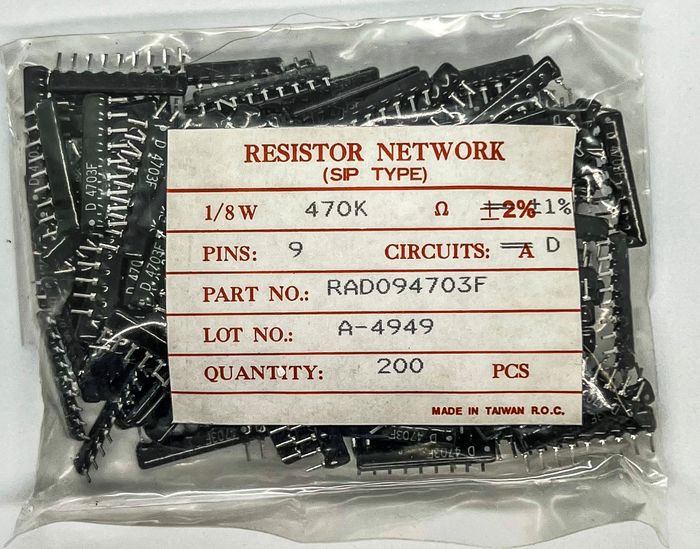 RESISTOR NETWORK
(SIP TYPE)
1/8W 470K Ω ±2% ±1%
PINS: 9 CIRCUITS: A D
PART NO.: RAD094703F
LOT NO.: A-4949
QUANTITY: 200 PCS
MADE IN TAIWAN R.O.C.
D 4703F
D 4703F
D 4703F
D 4703F
D 4703F